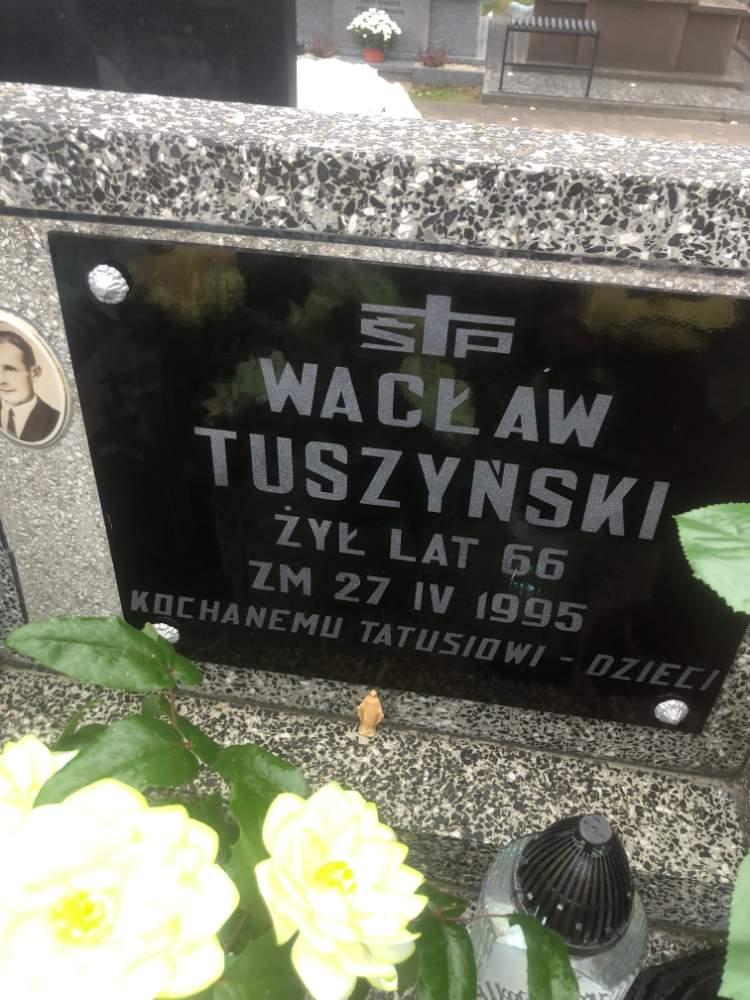 ŚP
WACŁAW
TUSZYŃSKI
ŻYŁ LAT 66
ZM 27 IV 1995
KOCHANEMU TATUSIOWI - DZIECI